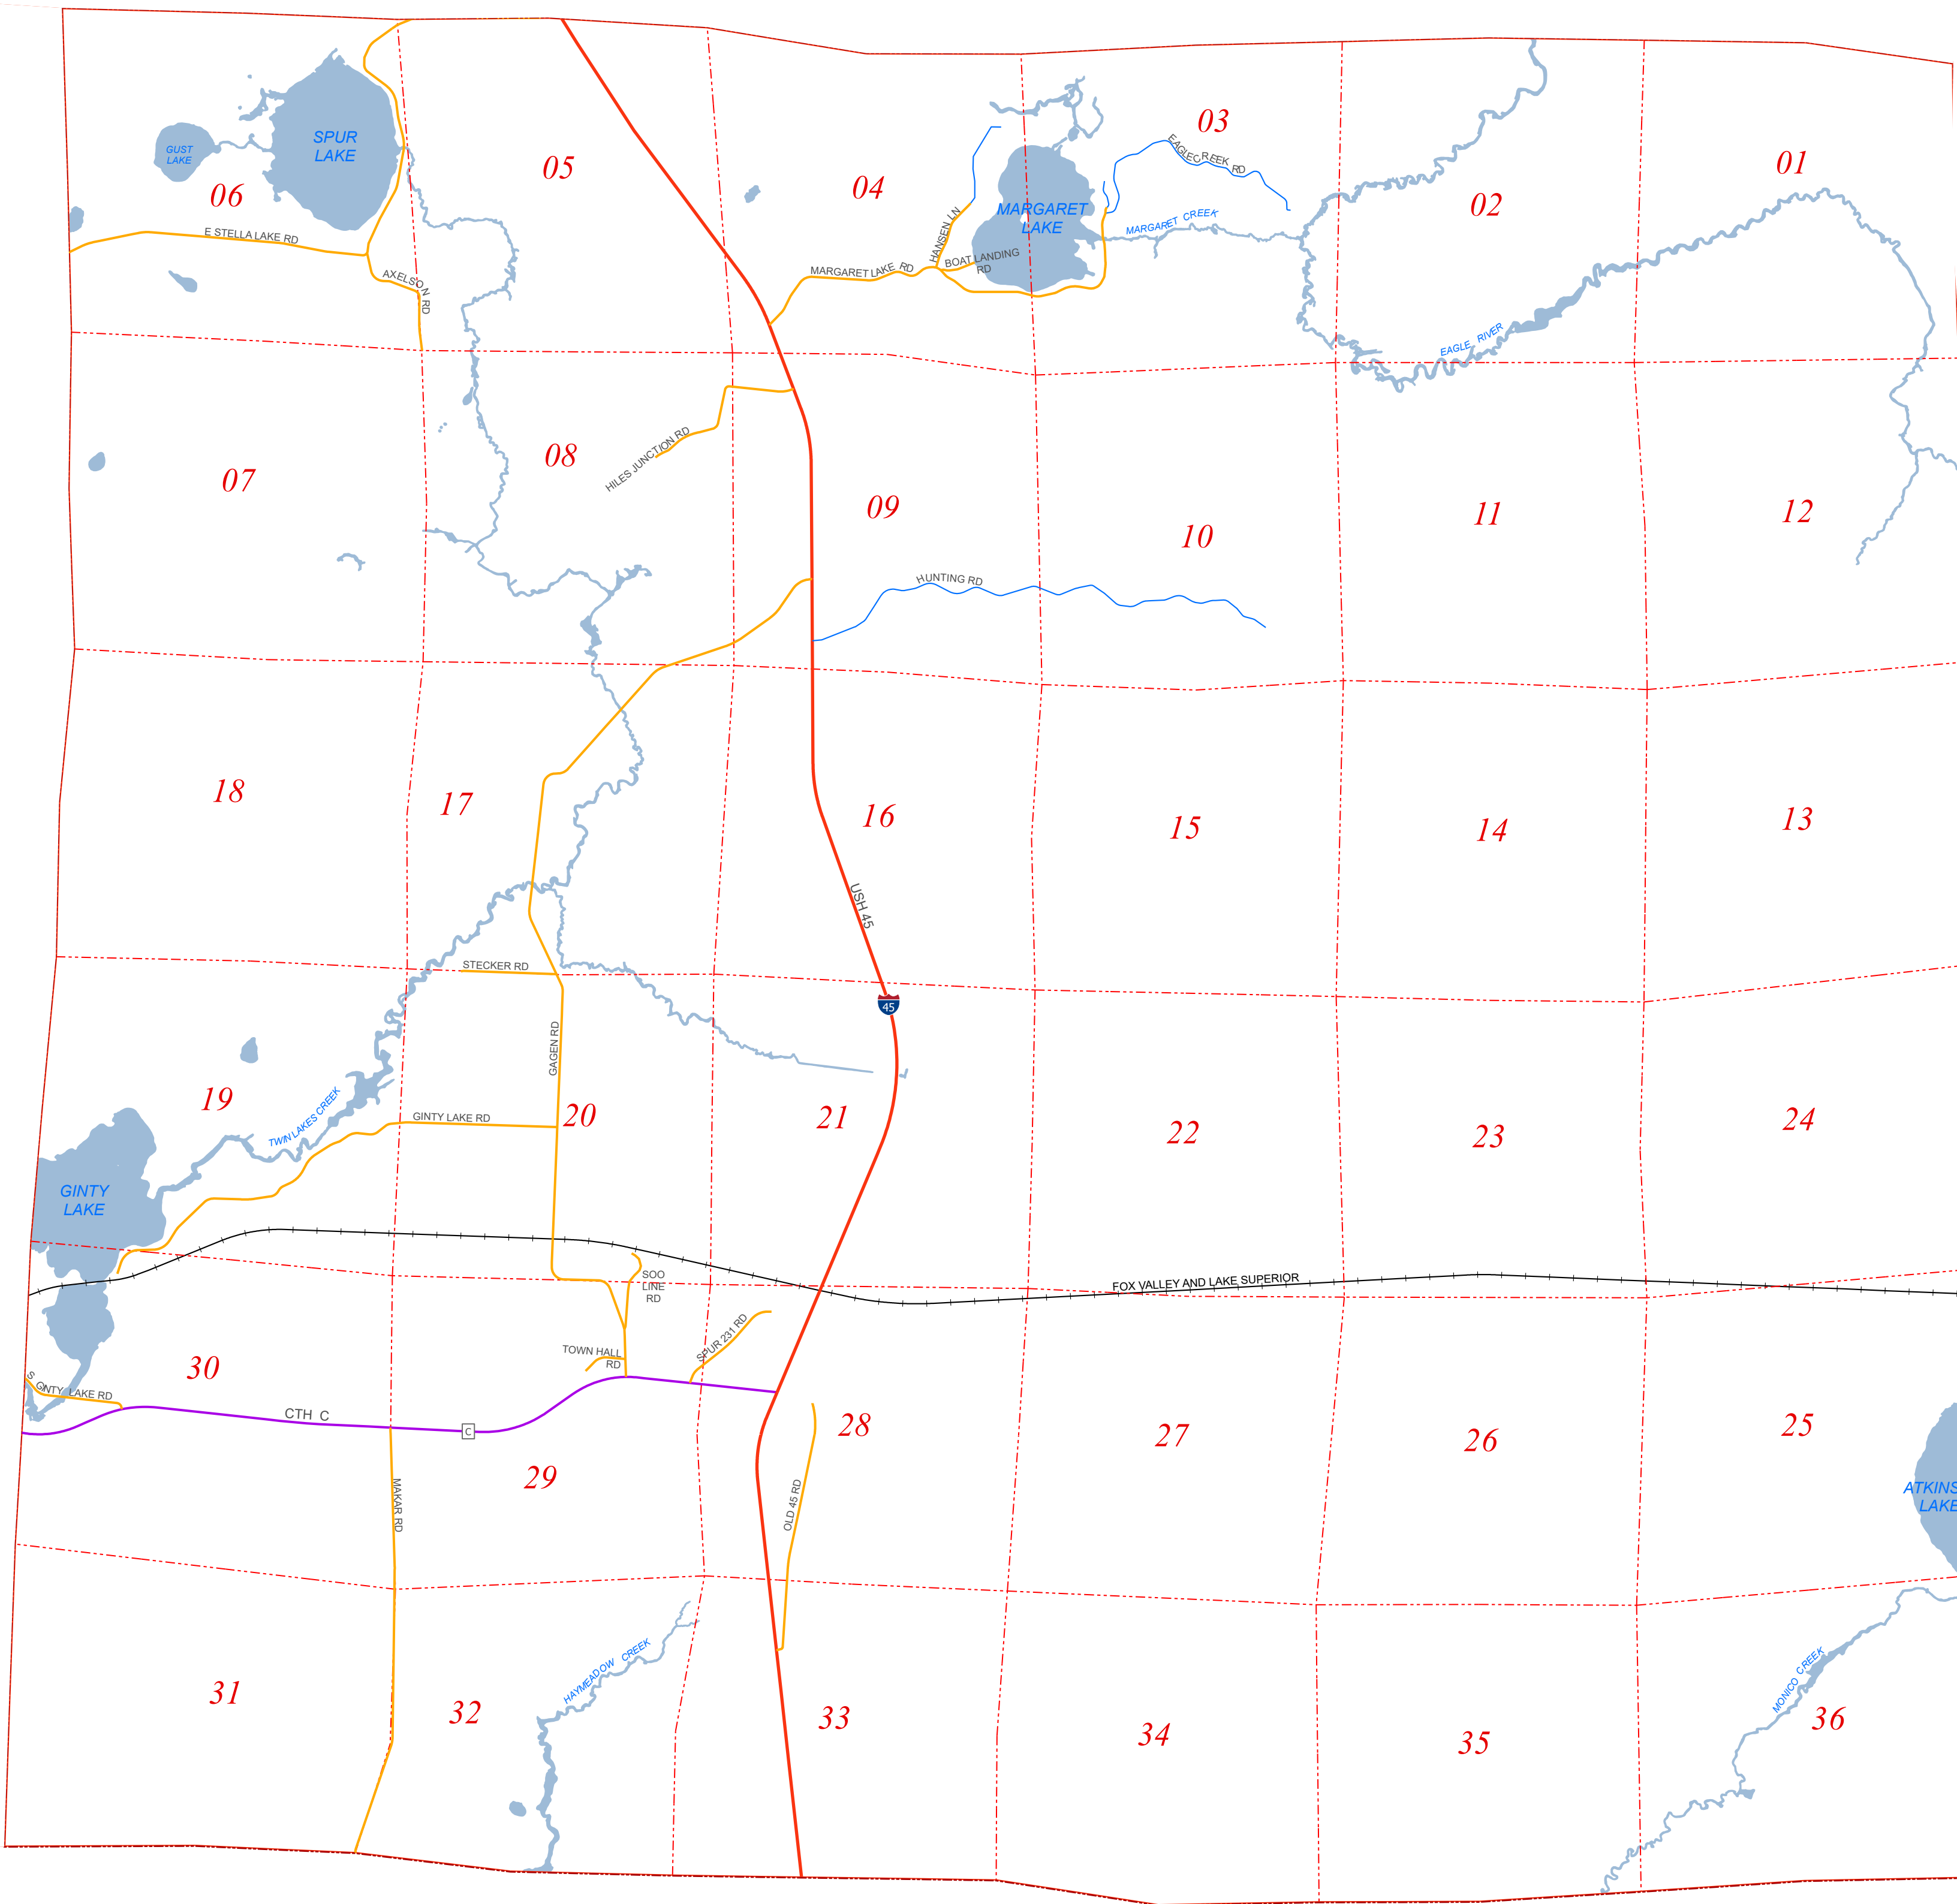 03
SPUR
LAKE
GUST
LAKE
EAGLECREEK RD
05
01
04
06
02
MARGARET
LAKE
MARGARET CREEK
HANSEN LN
E STELLA LAKE RD
BOAT LANDING
RD
MARGARET LAKE RD
AXELSON RD
EAGLE RIVER
HILES JUNCTION RD
08
07
09
11
12
10
HUNTING RD
18
17
16
15
14
13
USH 45
STECKER RD
45
GAGEN RD
19
TWIN LAKES CREEK
GINTY LAKE RD
20
21
22
23
24
GINTY
LAKE
SOO
LINE
RD
FOX VALLEY AND LAKE SUPERIOR
SPUR 231 RD
TOWN HALL
RD
30
S GINTY LAKE RD
CTH C
C
28
27
26
25
29
MAKAR RD
OLD 45 RD
ATKINS
LAKE
HAYMEADOW CREEK
MONICO CREEK
31
32
33
34
35
36